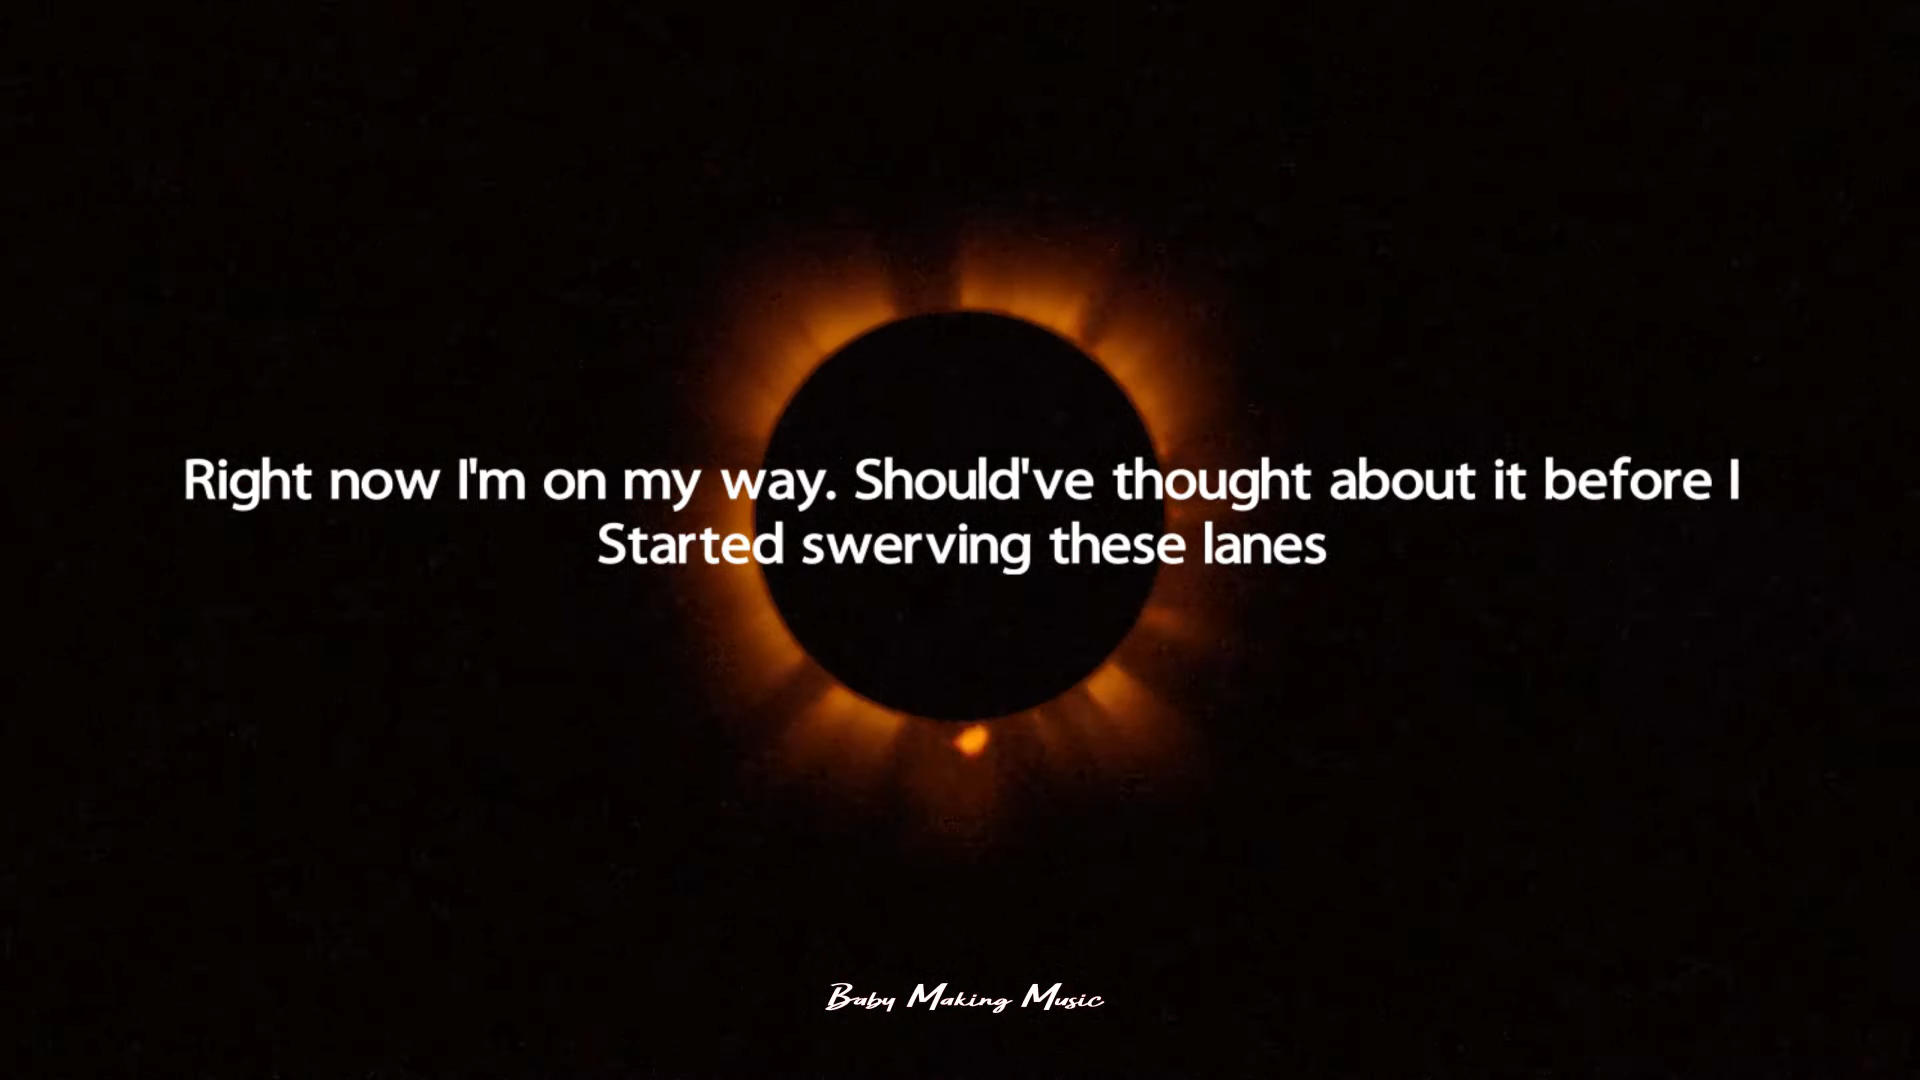 Right now I'm on my way. Should've thought about it before I
Started swerving these lanes
Baby Making Music